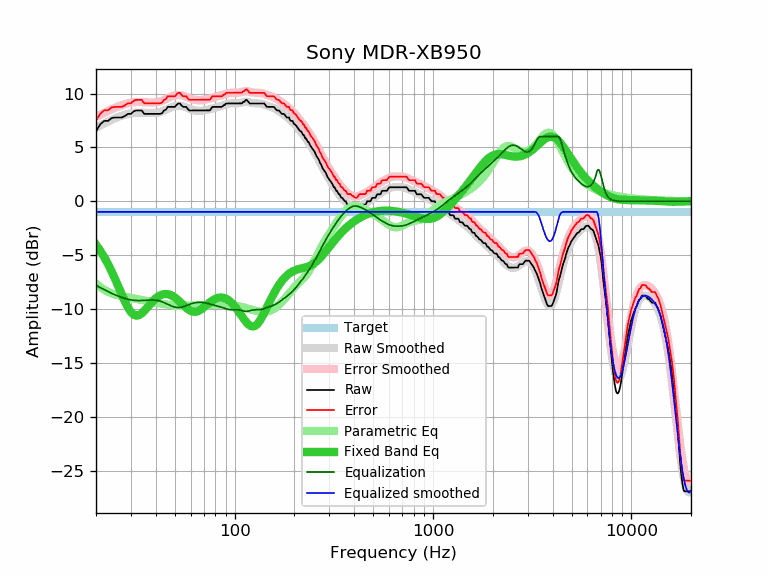 Sony MDR-XB950
Amplitude (dBr)
10
5
0
−5
−10
−15
−20
−25
Target
Raw Smoothed
Error Smoothed
Raw
Error
Parametric Eq
Fixed Band Eq
Equalization
Equalized smoothed
100
1000
10000
Frequency (Hz)